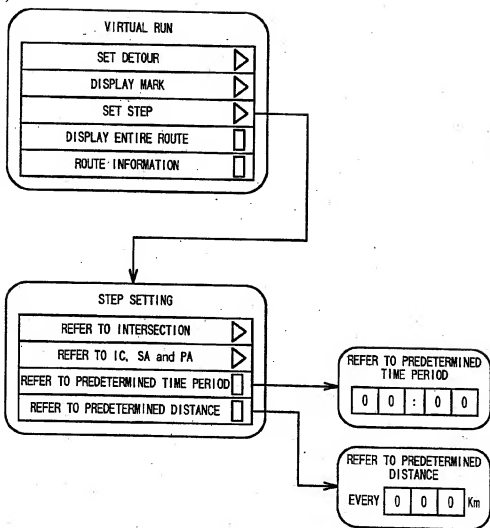 VIRTUAL RUN
SET DETOUR
DISPLAY MARK
SET STEP
DISPLAY ENTIRE ROUTE
ROUTE INFORMATION
STEP SETTING
REFER TO INTERSECTION
REFER TO IC, SA and PA
REFER TO PREDETERMINED TIME PERIOD
REFER TO PREDETERMINED DISTANCE
REFER TO PREDETERMINED
TIME PERIOD
0 0 : 0 0
REFER TO PREDETERMINED
DISTANCE
EVERY 0 0 0 Km